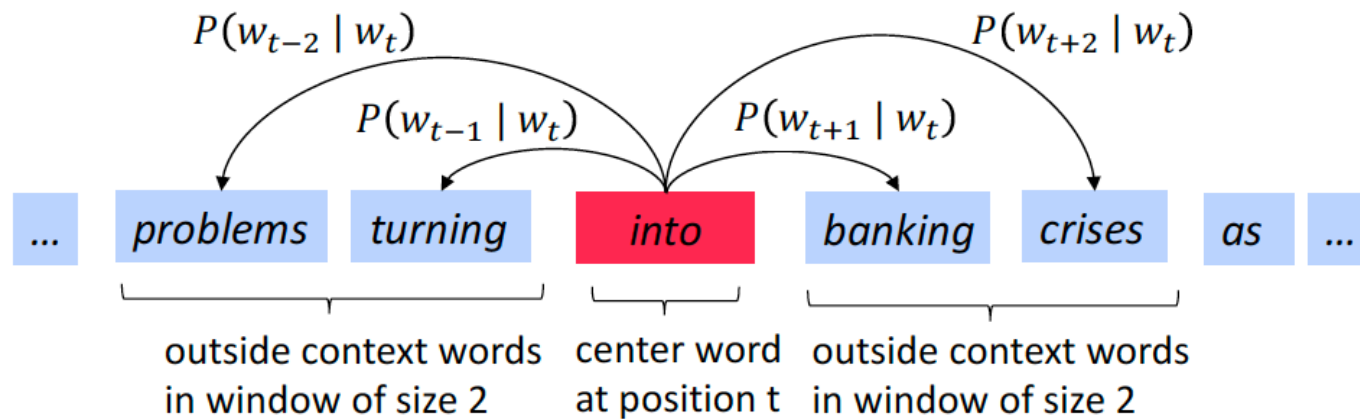 P(w_{t−2} | w_t)
P(w_{t+2} | w_t)
P(w_{t−1} | w_t)
P(w_{t+1} | w_t)
... problems turning into banking crises as ...
outside context words
in window of size 2
center word
at position t
outside context words
in window of size 2